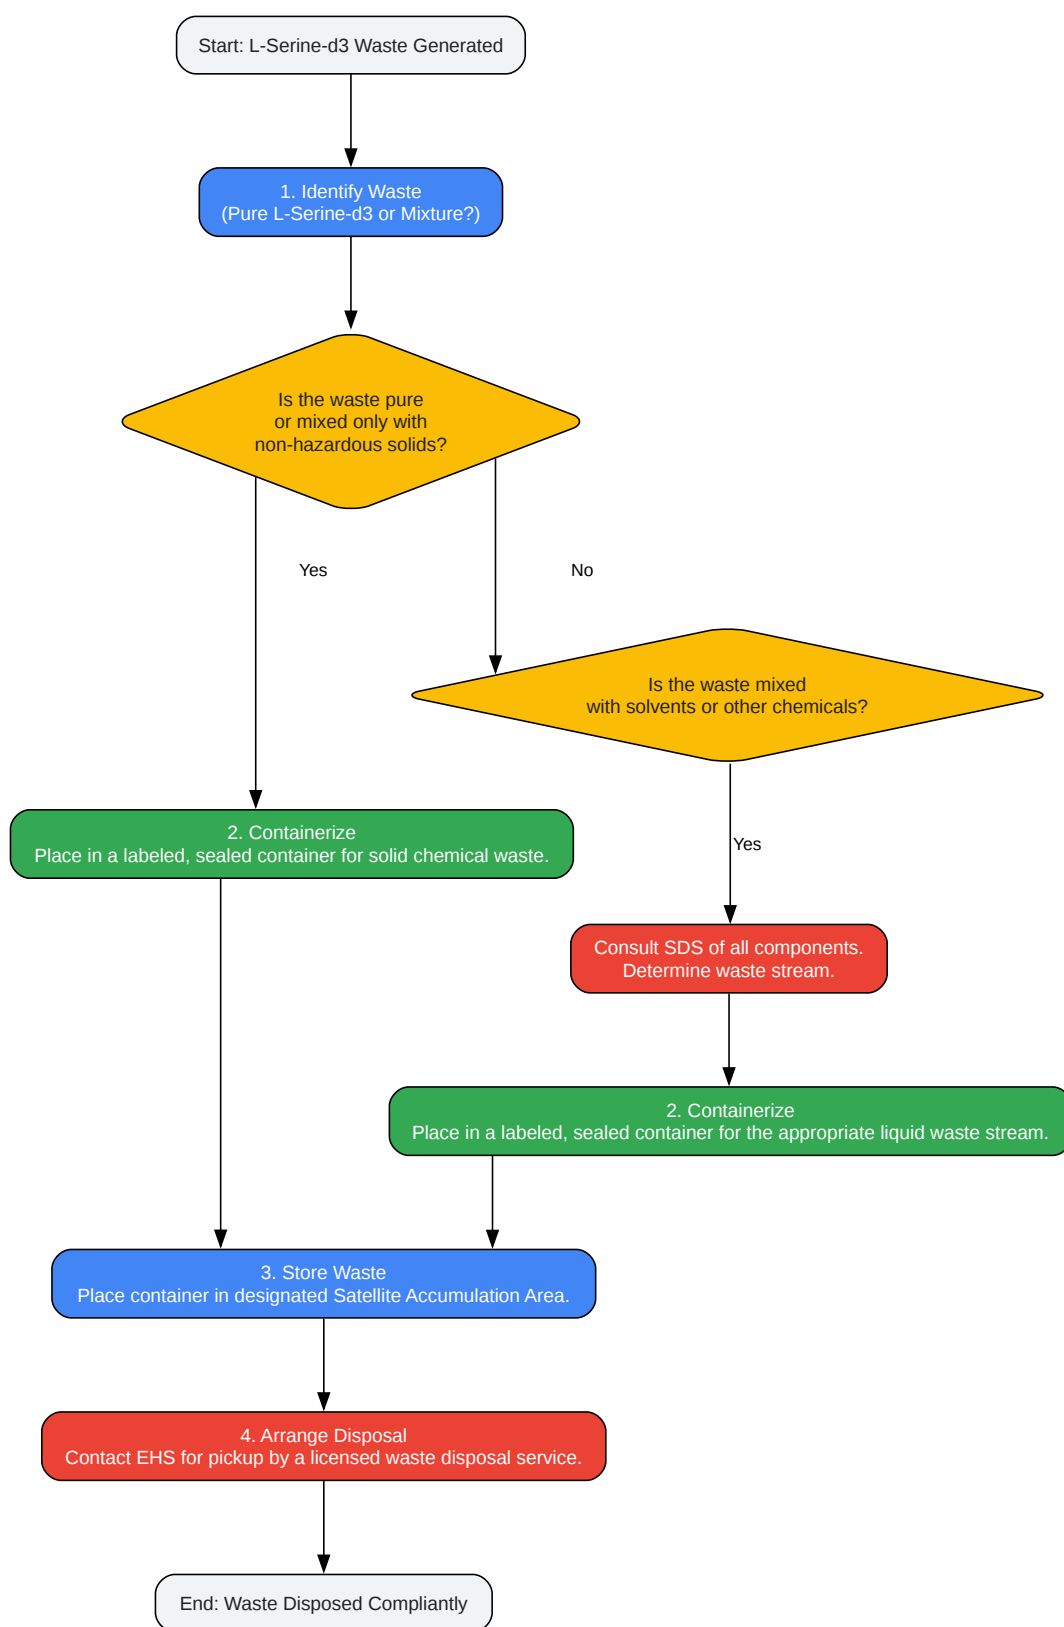 Start: L-Serine-d3 Waste Generated
1. Identify Waste
(Pure L-Serine-d3 or Mixture?)
Is the waste pure
or mixed only with
non-hazardous solids?
Yes
No
Is the waste mixed
with solvents or other chemicals?
2. Containerize
Place in a labeled, sealed container for solid chemical waste.
Yes
Consult SDS of all components.
Determine waste stream.
2. Containerize
Place in a labeled, sealed container for the appropriate liquid waste stream.
3. Store Waste
Place container in designated Satellite Accumulation Area.
4. Arrange Disposal
Contact EHS for pickup by a licensed waste disposal service.
End: Waste Disposed Compliantly